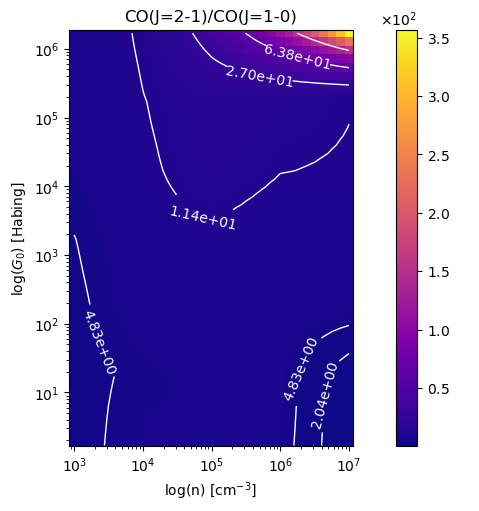 CO(J=2-1)/CO(J=1-0)
×10²
10⁶
10⁵
10⁴
10³
10²
10¹
log(G₀) [Habing]
6.38e+01
2.70e+01
1.14e+01
4.83e+00
4.83e+00
2.04e+00
3.5
3.0
2.5
2.0
1.5
1.0
0.5
10³ 10⁴ 10⁵ 10⁶ 10⁷
log(n) [cm⁻³]